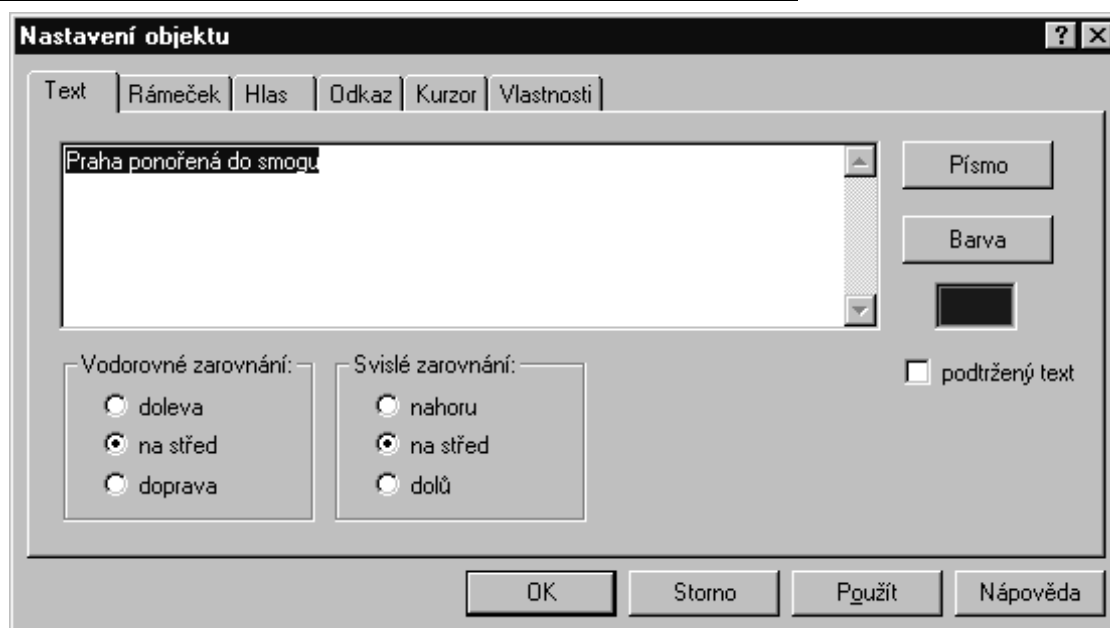 Nastavení objektu
Text Rámeček Hlas Odkaz Kurzor Vlastnosti
Praha ponořená do smogu
Písmo
Barva
Vodorovné zarovnání: Svislé zarovnání:
podtržený text
doleva nahoru
na střed na střed
doprava dolů
OK Storno Použít Nápověda